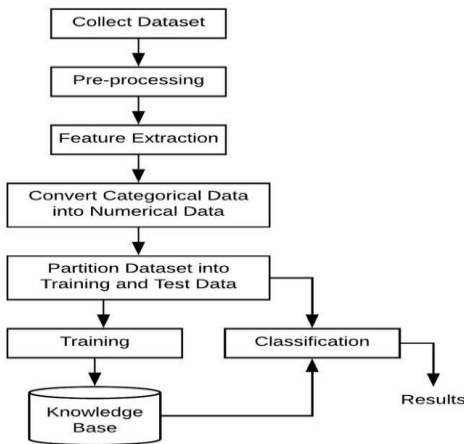 Collect Dataset
Pre-processing
Feature Extraction
Convert Categorical Data
into Numerical Data
Partition Dataset into
Training and Test Data
Training
Classification
Knowledge
Base
Results